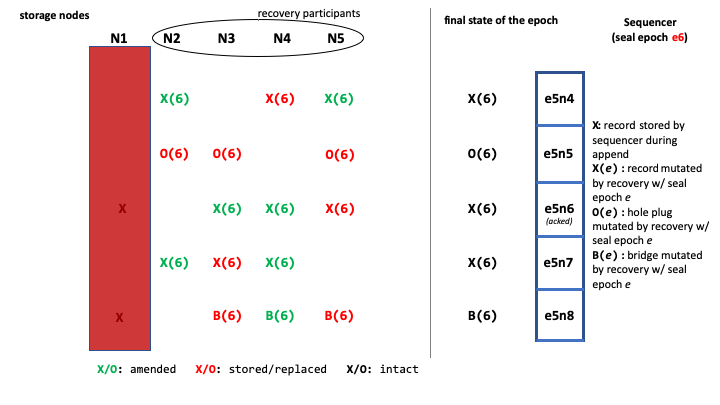 storage nodes
recovery participants
final state of the epoch
Sequencer
(seal epoch e6)
N1 N2 N3 N4 N5
X(6) X(6) X(6) X(6) e5n4
O(6) O(6) O(6) O(6) e5n5
X X(6) X(6) X(6) X(6) e5n6
(acked)
X(6) X(6) X(6) X(6) e5n7
X B(6) B(6) B(6) B(6) e5n8
X: record stored by
sequencer during
append
X(e) : record mutated
by recovery w/ seal
epoch e
O(e) : hole plug
mutated by recovery w/
seal epoch e
B(e) : bridge mutated
by recovery w/ seal
epoch e
X/O: amended X/O: stored/replaced X/O: intact